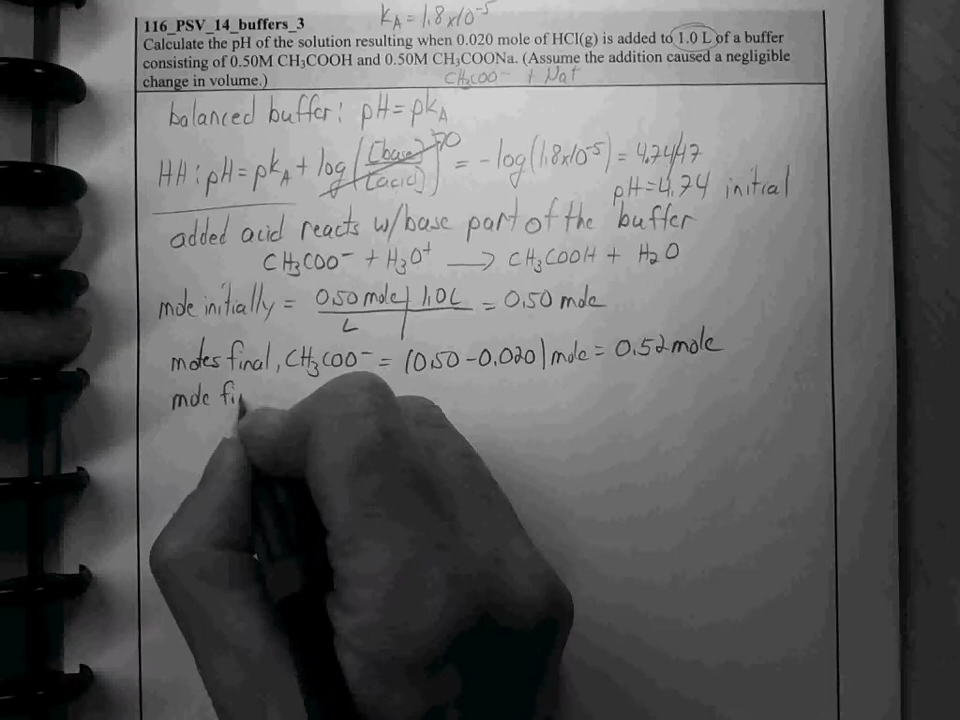 116_PSV_14_buffers_3
KA = 1.8x10-5
Calculate the pH of the solution resulting when 0.020 mole of HCl(g) is added to 1.0 L of a buffer
consisting of 0.50M CH3COOH and 0.50M CH3COONa. (Assume the addition caused a negligible
change in volume.)
CH3COO- + Na+
balanced buffer: pH = pKA
HH: pH = pKA + log([base]/[acid]) 0 = -log(1.8x10-5) = 4.7447
pH = 4.74 initial
added acid reacts w/base part of the buffer
CH3COO- + H3O+ → CH3COOH + H2O
mole initially = 0.50 mole/L | 1.0L = 0.50 mole
moles final, CH3COO- = (0.50 - 0.020) mole = 0.52 mole
mole fi